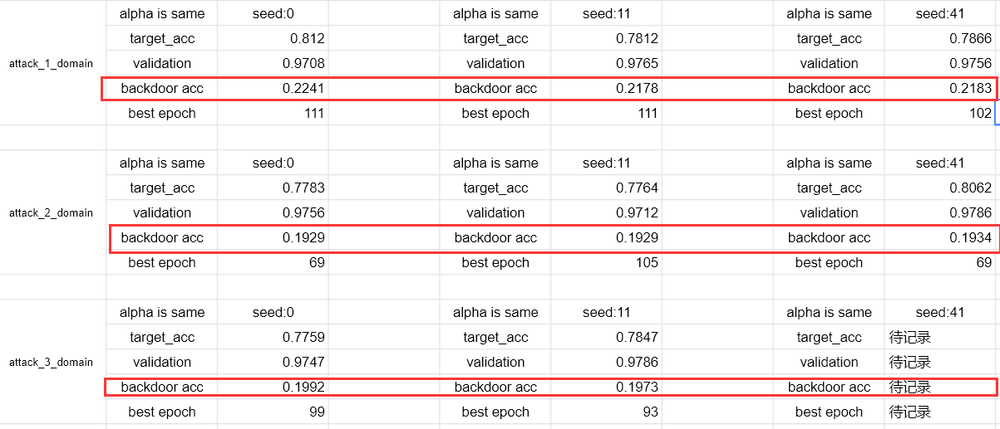 alpha is same seed:0 alpha is same seed:11 alpha is same seed:41
target_acc 0.812 target_acc 0.7812 target_acc 0.7866
attack_1_domain validation 0.9708 validation 0.9765 validation 0.9756
backdoor acc 0.2241 backdoor acc 0.2178 backdoor acc 0.2183
best epoch 111 best epoch 111 best epoch 102
alpha is same seed:0 alpha is same seed:11 alpha is same seed:41
target_acc 0.7783 target_acc 0.7764 target_acc 0.8062
attack_2_domain validation 0.9756 validation 0.9712 validation 0.9786
backdoor acc 0.1929 backdoor acc 0.1929 backdoor acc 0.1934
best epoch 69 best epoch 105 best epoch 69
alpha is same seed:0 alpha is same seed:11 alpha is same seed:41
target_acc 0.7759 target_acc 0.7847 target_acc 待记录
attack_3_domain validation 0.9747 validation 0.9786 validation 待记录
backdoor acc 0.1992 backdoor acc 0.1973 backdoor acc 待记录
best epoch 99 best epoch 93 best epoch 待记录